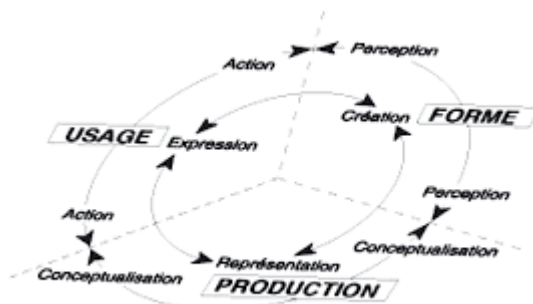 Perception
Action
Création
FORME
USAGE
Expression
Perception
Action
Conceptualisation
Représentation
Conceptualisation
PRODUCTION